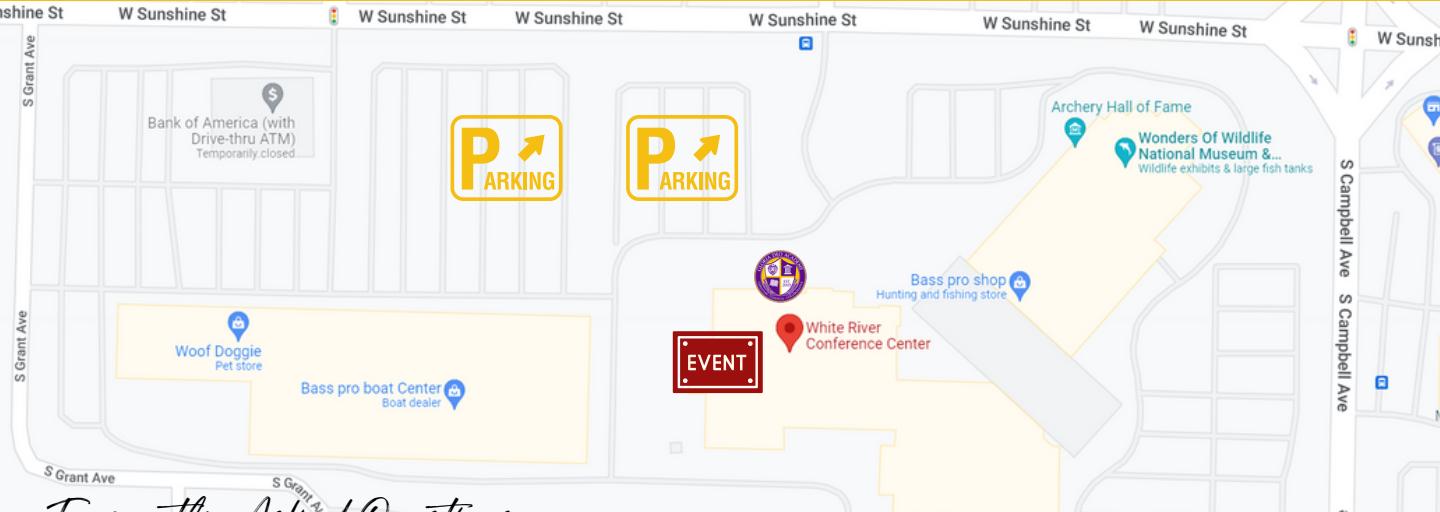 nshine St
W Sunshine St
W Sunshine St
W Sunshine St
W Sunshine St
W Sunshine St
W Sunshine St
W Sunsh
S Grant Ave
Bank of America (with
Drive-thru ATM)
Temporarily closed
PARKING
PARKING
Archery Hall of Fame
Wonders Of Wildlife
National Museum &...
Wildlife exhibits & large fish tanks
S Campbell Ave
Bass pro shop
Hunting and fishing store
White River
Conference Center
EVENT
S Grant Ave
Woof Doggie
Pet store
Bass pro boat Center
Boat dealer
S Campbell Ave
S Grant Ave
S Grant A